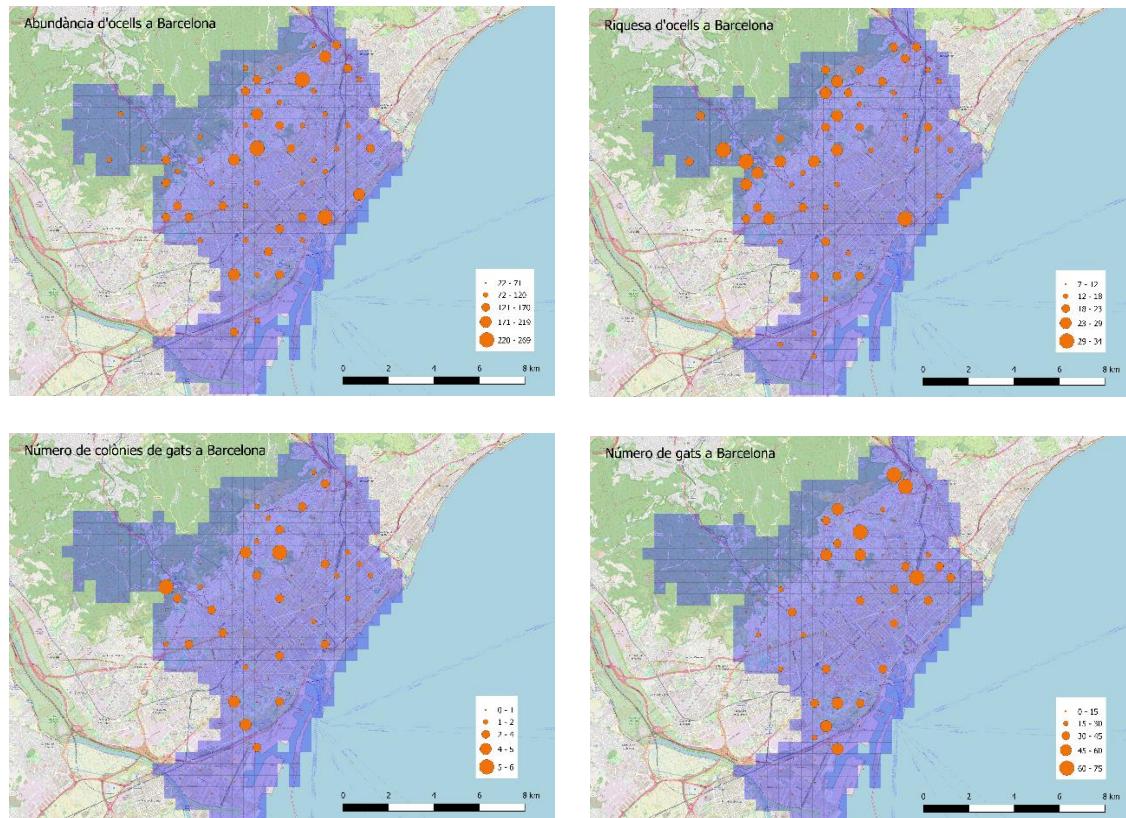 Abundància d'ocells a Barcelona
22 - 71
72 - 120
121 - 170
171 - 219
220 - 269
0 2 4 6 8 km
Riquesa d'ocells a Barcelona
7 - 12
12 - 18
18 - 23
23 - 29
29 - 34
0 2 4 6 8 km
Número de colònies de gats a Barcelona
0 - 1
1 - 2
2 - 4
4 - 5
5 - 6
0 2 4 6 8 km
Número de gats a Barcelona
0 - 15
15 - 30
30 - 45
45 - 60
60 - 75
0 2 4 6 8 km